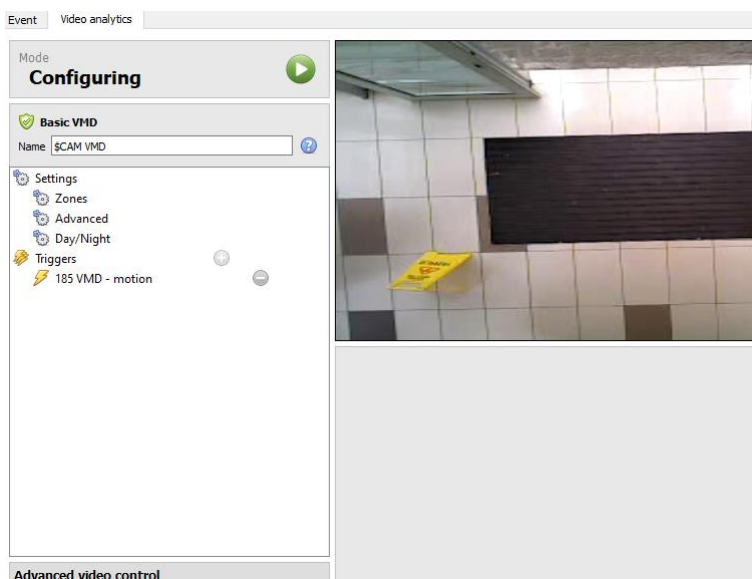 Event Video analytics
Mode
Configuring
Basic VMD
Name $CAM VMD
Settings
Zones
Advanced
Day/Night
Triggers
185 VMD - motion
Advanced video control